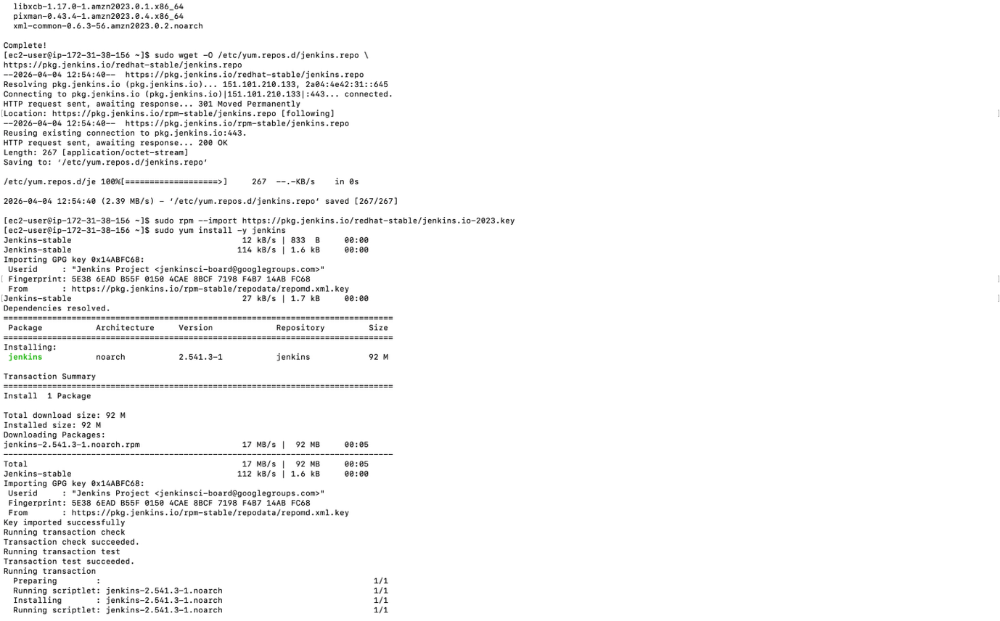 libxcb-1.17.0-1.amzn2023.0.1.x86_64
pixman-0.43.4-1.amzn2023.0.4.x86_64
xml-common-0.6.3-56.amzn2023.0.2.noarch
Complete!
[ec2-user@ip-172-31-38-156 ~]$ sudo wget -O /etc/yum.repos.d/jenkins.repo \
https://pkg.jenkins.io/redhat-stable/jenkins.repo
--2026-04-04 12:54:40--  https://pkg.jenkins.io/redhat-stable/jenkins.repo
Resolving pkg.jenkins.io (pkg.jenkins.io)... 151.101.210.133, 2a04:4e42:31::645
Connecting to pkg.jenkins.io (pkg.jenkins.io)|151.101.210.133|:443... connected.
HTTP request sent, awaiting response... 301 Moved Permanently
[Location: https://pkg.jenkins.io/rpm-stable/jenkins.repo [following] ]
--2026-04-04 12:54:40--  https://pkg.jenkins.io/rpm-stable/jenkins.repo
Reusing existing connection to pkg.jenkins.io:443.
HTTP request sent, awaiting response... 200 OK
Length: 267 [application/octet-stream]
Saving to: ‘/etc/yum.repos.d/jenkins.repo’
/etc/yum.repos.d/je 100%[===================>]     267  --.-KB/s    in 0s
2026-04-04 12:54:40 (2.39 MB/s) - ‘/etc/yum.repos.d/jenkins.repo’ saved [267/267]
[ec2-user@ip-172-31-38-156 ~]$ sudo rpm --import https://pkg.jenkins.io/redhat-stable/jenkins.io-2023.key
[ec2-user@ip-172-31-38-156 ~]$ sudo yum install -y jenkins
Jenkins-stable                                   12 kB/s | 833  B     00:00
Jenkins-stable                                  114 kB/s | 1.6 kB     00:00
Importing GPG key 0x14ABFC68:
 Userid     : "Jenkins Project <jenkinsci-board@googlegroups.com>"
[ Fingerprint: 5E38 6EAD B55F 0150 4CAE 8BCF 7198 F4B7 14AB FC68 ]
 From       : https://pkg.jenkins.io/rpm-stable/repodata/repomd.xml.key
[Jenkins-stable                                   27 kB/s | 1.7 kB     00:00 ]
Dependencies resolved.
================================================================================
 Package         Architecture     Version             Repository         Size
================================================================================
Installing:
 jenkins         noarch           2.541.3-1           jenkins            92 M
Transaction Summary
================================================================================
Install  1 Package
Total download size: 92 M
Installed size: 92 M
Downloading Packages:
jenkins-2.541.3-1.noarch.rpm                     17 MB/s |  92 MB     00:05
--------------------------------------------------------------------------------
Total                                            17 MB/s |  92 MB     00:05
Jenkins-stable                                  112 kB/s | 1.6 kB     00:00
Importing GPG key 0x14ABFC68:
 Userid     : "Jenkins Project <jenkinsci-board@googlegroups.com>"
 Fingerprint: 5E38 6EAD B55F 0150 4CAE 8BCF 7198 F4B7 14AB FC68
 From       : https://pkg.jenkins.io/rpm-stable/repodata/repomd.xml.key
Key imported successfully
Running transaction check
Transaction check succeeded.
Running transaction test
Transaction test succeeded.
Running transaction
  Preparing        :                                                        1/1
  Running scriptlet: jenkins-2.541.3-1.noarch                               1/1
  Installing       : jenkins-2.541.3-1.noarch                               1/1
  Running scriptlet: jenkins-2.541.3-1.noarch                               1/1